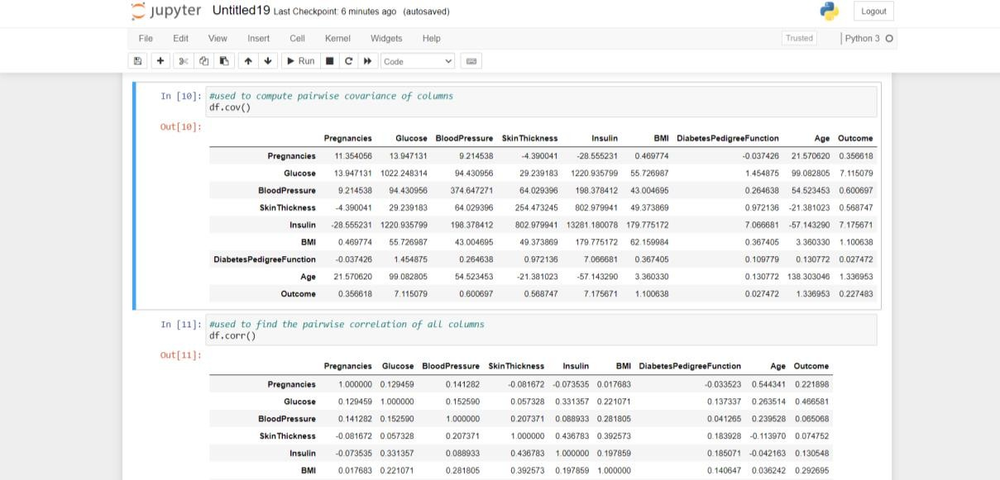 jupyter Untitled19 Last Checkpoint: 6 minutes ago (autosaved) Logout
File Edit View Insert Cell Kernel Widgets Help Trusted Python 3
Run Code
In [10]: #used to compute pairwise covariance of columns
df.cov()
Out[10]:
Pregnancies Glucose BloodPressure SkinThickness Insulin BMI DiabetesPedigreeFunction Age Outcome
Pregnancies 11.354056 13.947131 9.214538 -4.390041 -28.555231 0.469774 -0.037426 21.570620 0.356618
Glucose 13.947131 1022.248314 94.430956 29.239183 1220.935799 55.726987 1.454875 99.082805 7.115079
BloodPressure 9.214538 94.430956 374.647271 64.029396 198.378412 43.004695 0.264638 54.523453 0.600697
SkinThickness -4.390041 29.239183 64.029396 254.473245 802.979941 49.373869 0.972136 -21.381023 0.568747
Insulin -28.555231 1220.935799 198.378412 802.979941 13281.180078 179.775172 7.066681 -57.143290 7.175671
BMI 0.469774 55.726987 43.004695 49.373869 179.775172 62.159984 0.367405 3.360330 1.100638
DiabetesPedigreeFunction -0.037426 1.454875 0.264638 0.972136 7.066681 0.367405 0.109779 0.130772 0.027472
Age 21.570620 99.082805 54.523453 -21.381023 -57.143290 3.360330 0.130772 138.303046 1.336953
Outcome 0.356618 7.115079 0.600697 0.568747 7.175671 1.100638 0.027472 1.336953 0.227483
In [11]: #used to find the pairwise correlation of all columns
df.corr()
Out[11]:
Pregnancies Glucose BloodPressure SkinThickness Insulin BMI DiabetesPedigreeFunction Age Outcome
Pregnancies 1.000000 0.129459 0.141282 -0.081672 -0.073535 0.017683 -0.033523 0.544341 0.221898
Glucose 0.129459 1.000000 0.152590 0.057328 0.331357 0.221071 0.137337 0.263514 0.466581
BloodPressure 0.141282 0.152590 1.000000 0.207371 0.088933 0.281805 0.041265 0.239528 0.065068
SkinThickness -0.081672 0.057328 0.207371 1.000000 0.436783 0.392573 0.183928 -0.113970 0.074752
Insulin -0.073535 0.331357 0.088933 0.436783 1.000000 0.197859 0.185071 -0.042163 0.130548
BMI 0.017683 0.221071 0.281805 0.392573 0.197859 1.000000 0.140647 0.036242 0.292695